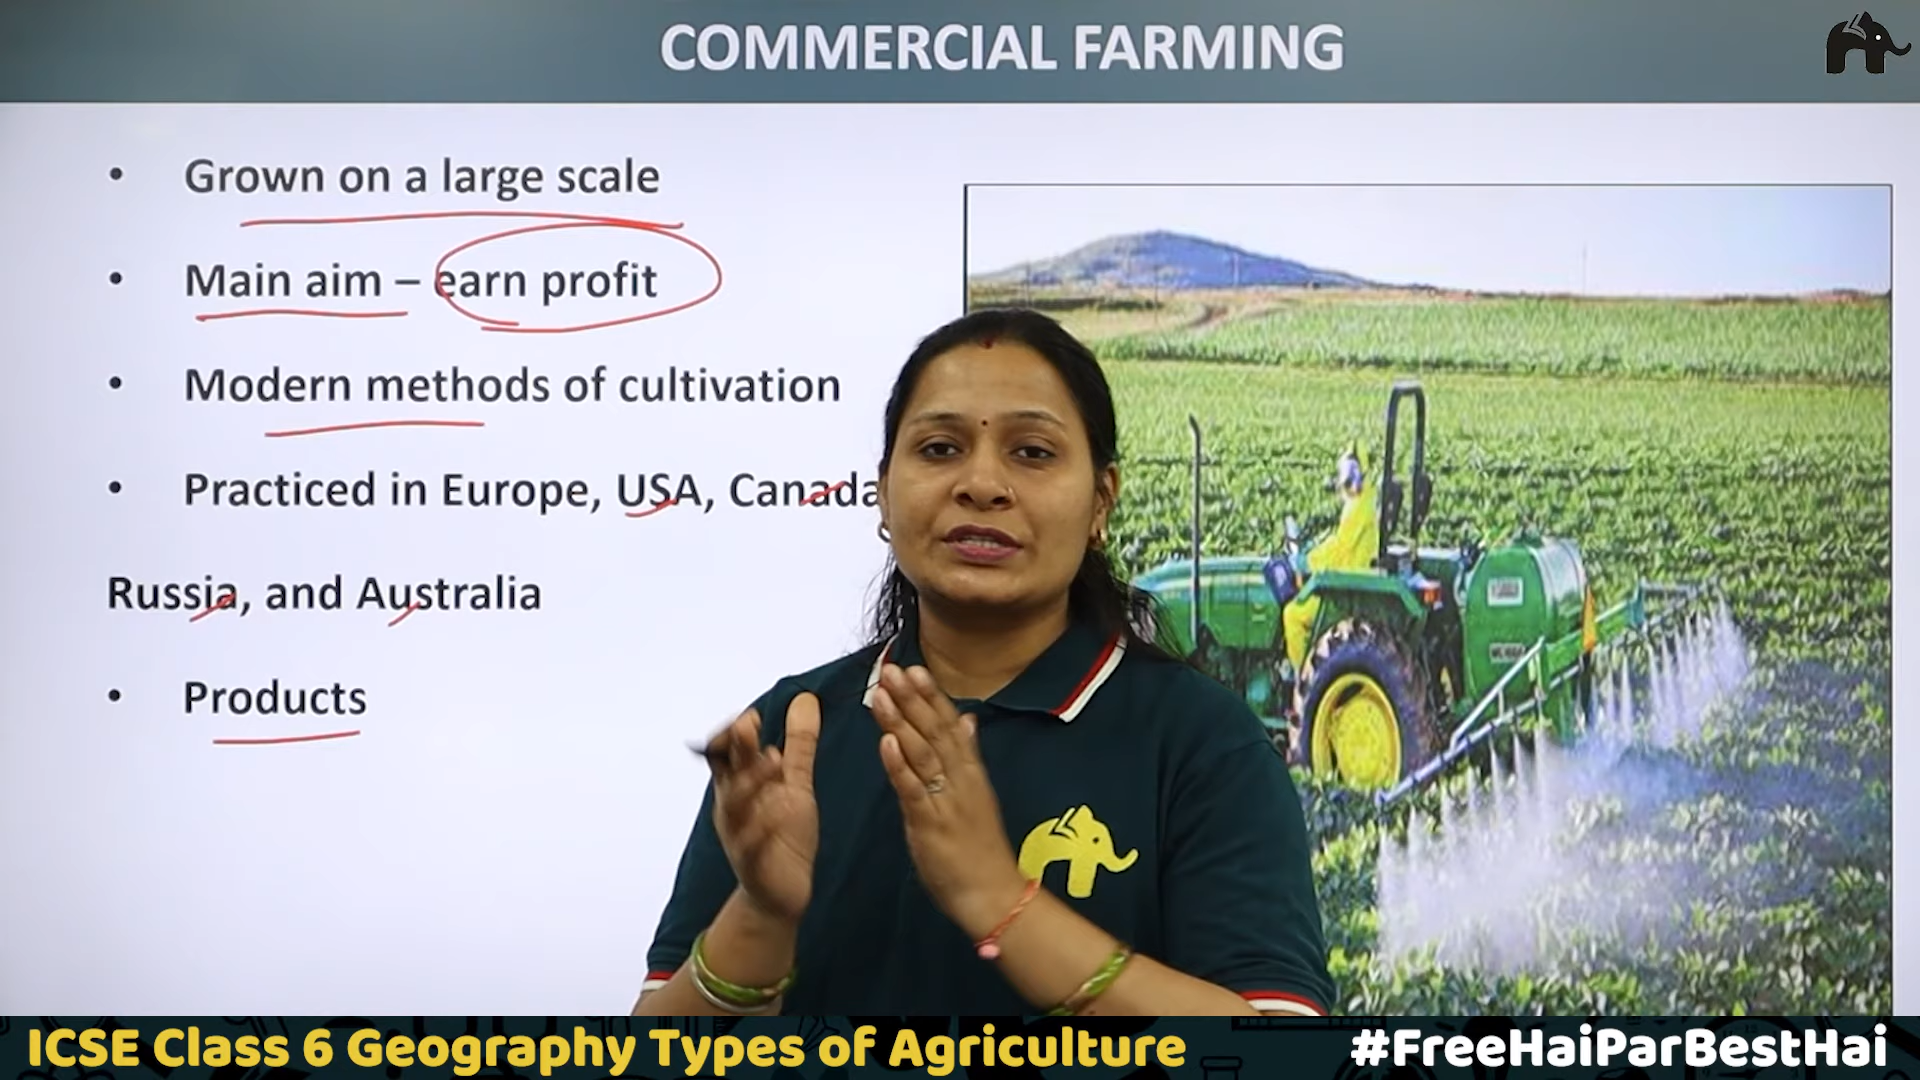 COMMERCIAL FARMING
• Grown on a large scale
• Main aim – earn profit
• Modern methods of cultivation
• Practiced in Europe, USA, Canada
Russia, and Australia
• Products
ICSE Class 6 Geography Types of Agriculture
#FreeHaiParBestHai